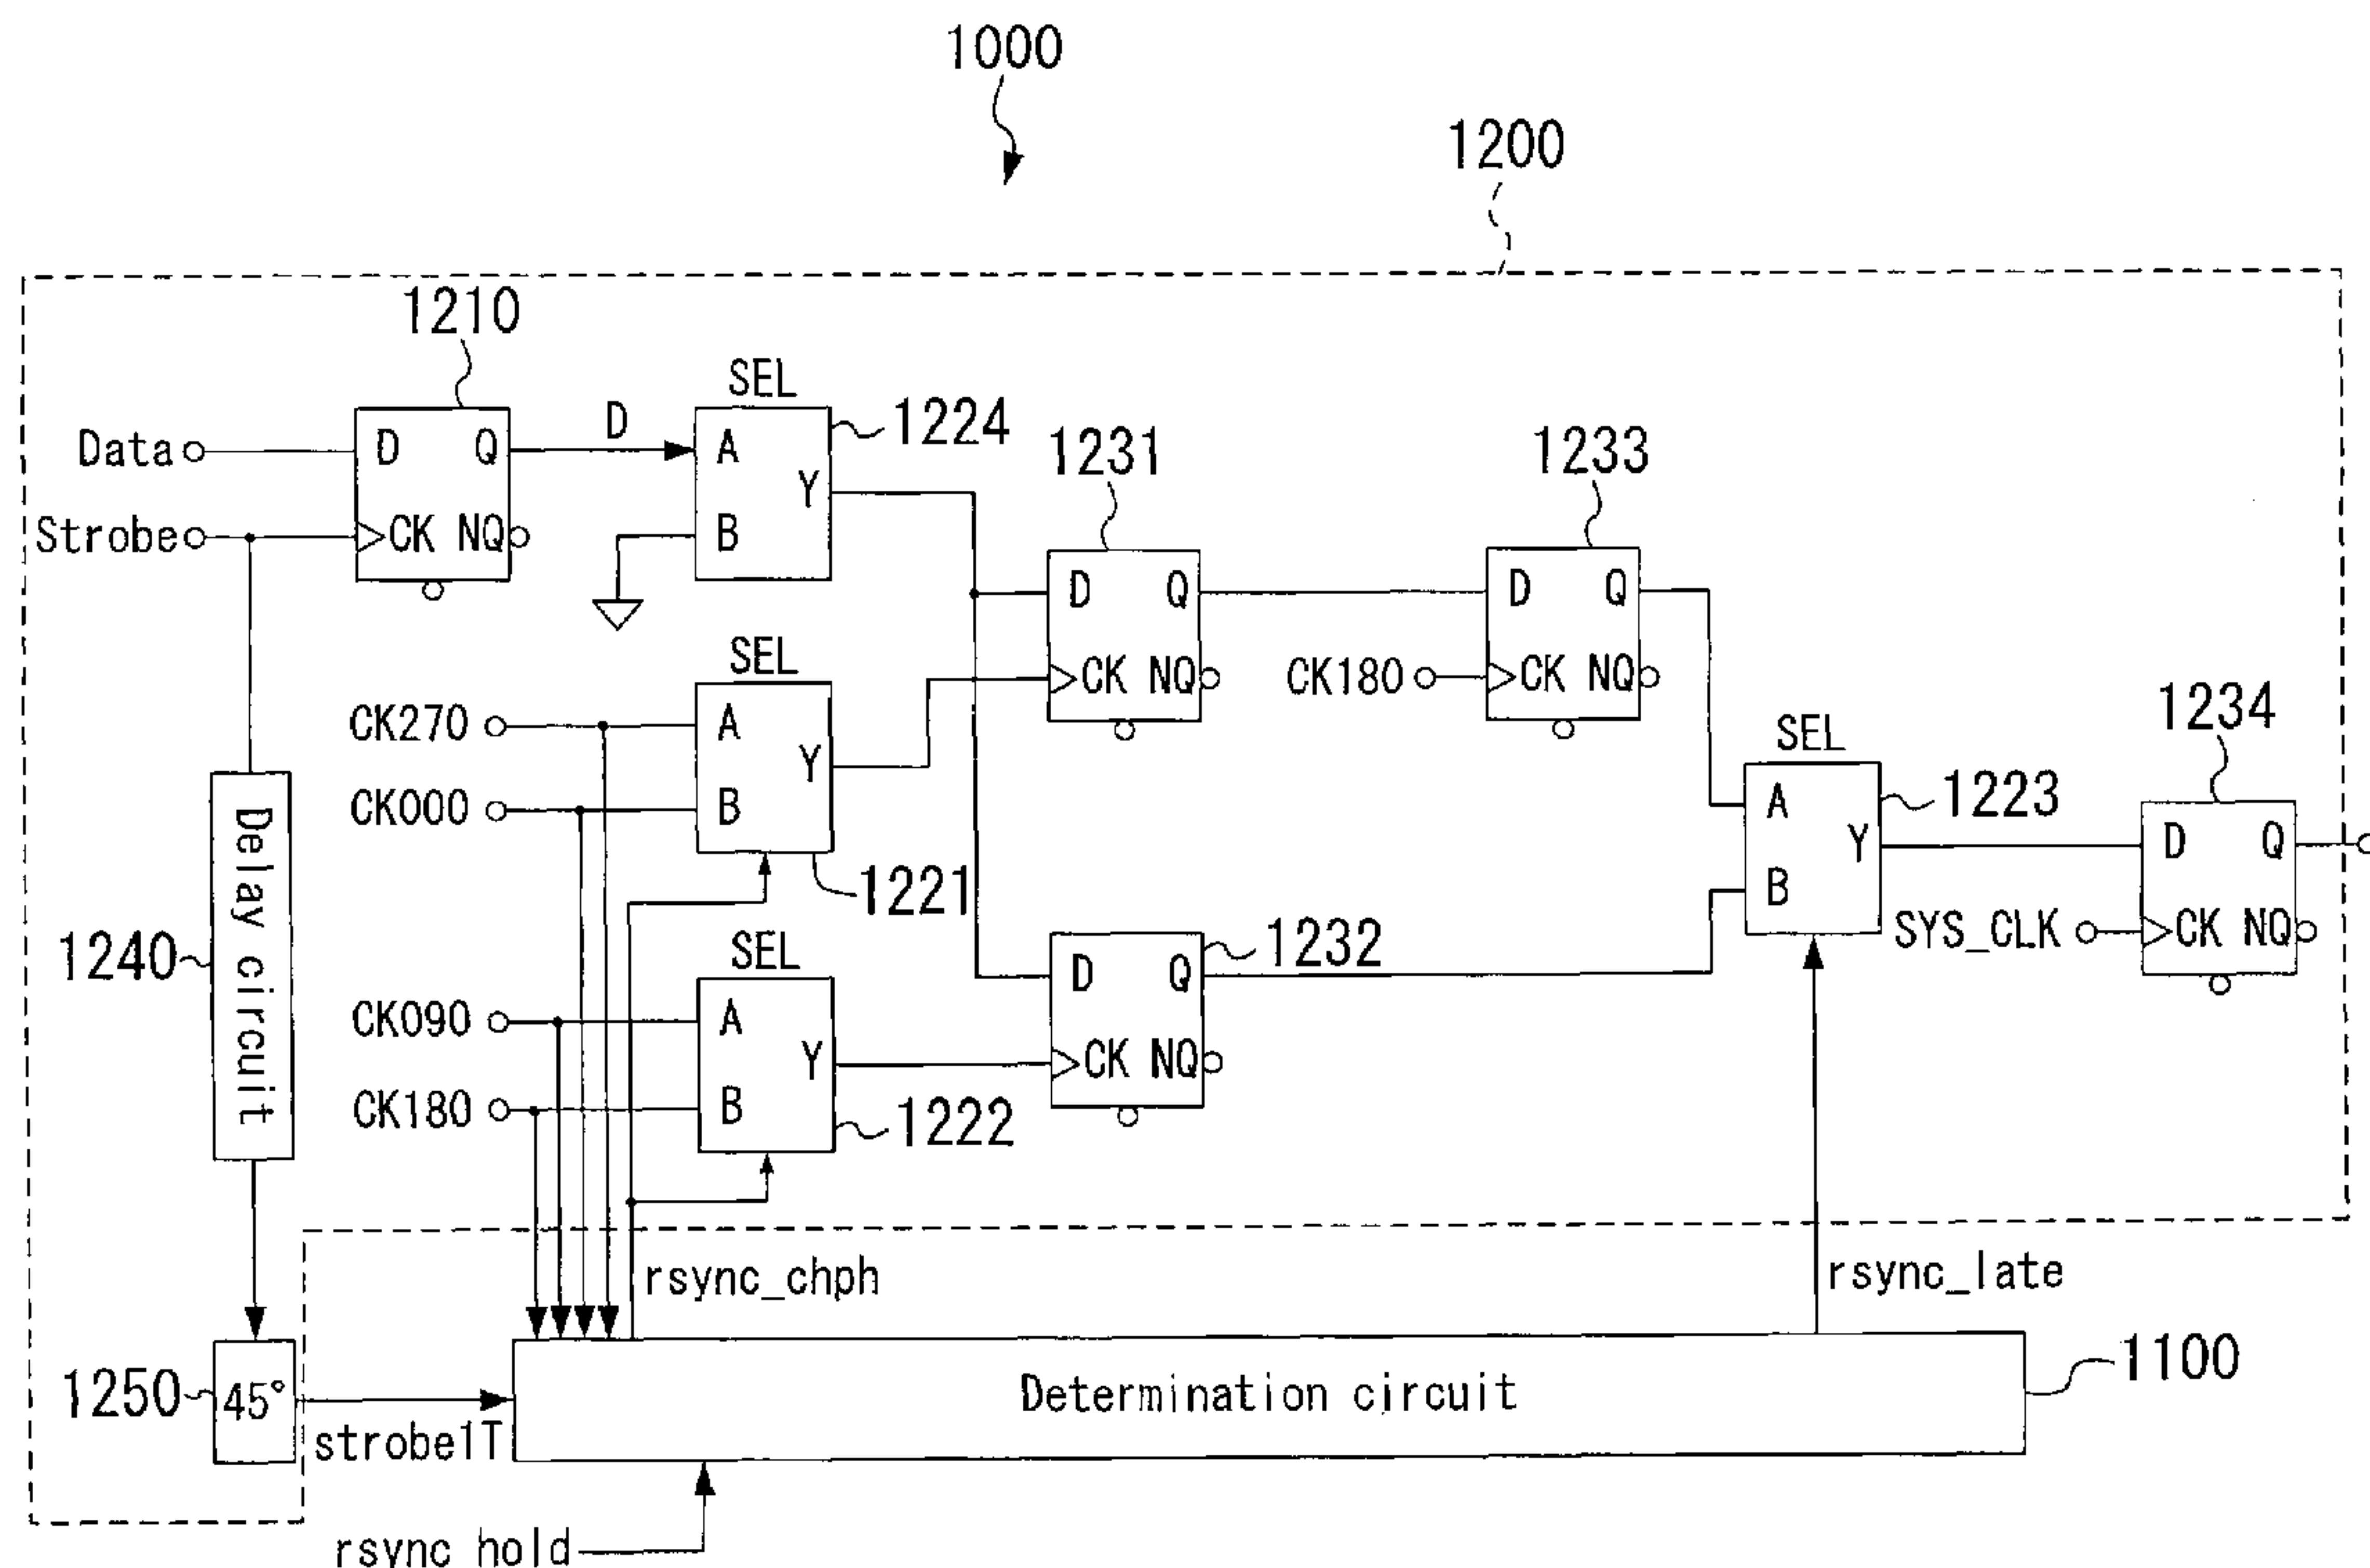 1000
1200
1210
SEL
1224
Data
D Q
D
A
Y
B
Strobe
CK NQ
1231
1233
D Q
D Q
SEL
CK270
A
Y
CK NQ
CK180
CK NQ
CK000
B
1221
SEL
1223
1234
A
Y
B
D Q
SYS_CLK
CK NQ
Delay circuit
1240
SEL
1232
D Q
CK090
A
Y
CK NQ
CK180
B
1222
rsync_chph
rsync_late
1250
45°
strobe1T
Determination circuit
1100
rsync hold